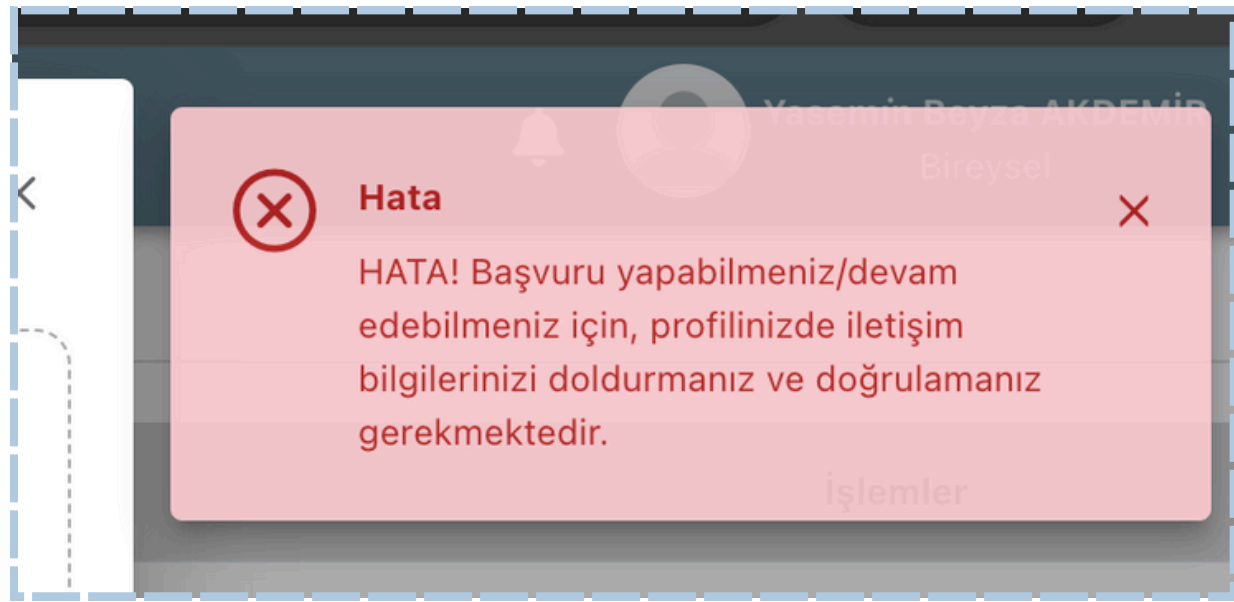 Yasemin Beyza AKDEMİR
Bireysel
Hata
HATA! Başvuru yapabilmeniz/devam
edebilmeniz için, profilinizde iletişim
bilgilerinizi doldurmanız ve doğrulamanız
gerekmektedir.
İşlemler